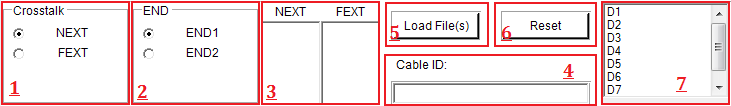 Crosstalk
NEXT
FEXT
1
END
END1
END2
2
NEXT FEXT
3
Load File(s)
5
Reset
6
Cable ID:
4
D1
D2
D3
D4
D5
D6
D7
7